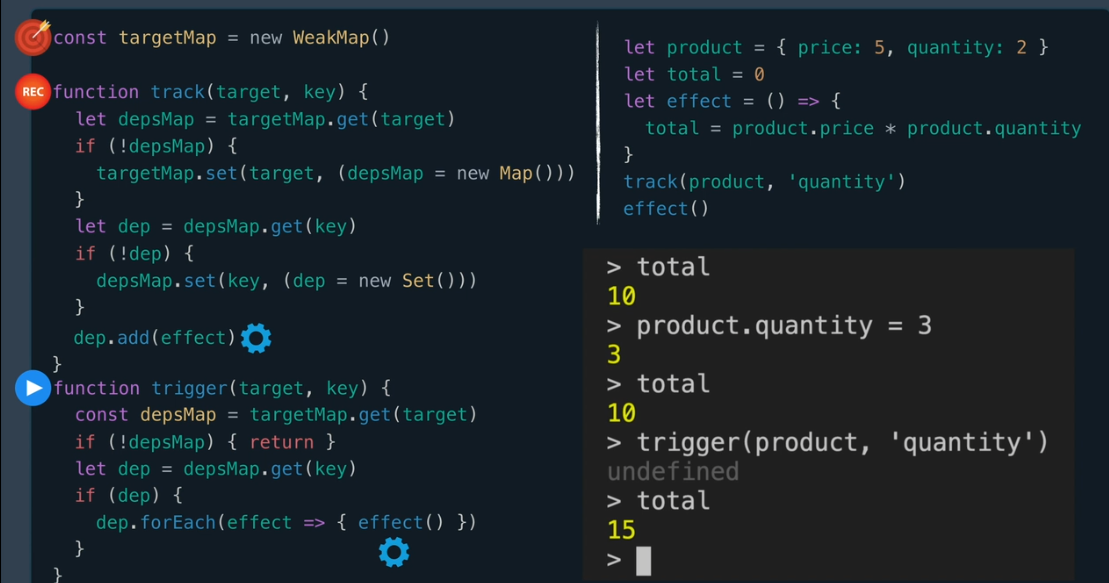 const targetMap = new WeakMap()
REC
function track(target, key) {
let depsMap = targetMap.get(target)
if (!depsMap) {
targetMap.set(target, (depsMap = new Map()))
}
let dep = depsMap.get(key)
if (!dep) {
depsMap.set(key, (dep = new Set()))
}
dep.add(effect)
}
function trigger(target, key) {
const depsMap = targetMap.get(target)
if (!depsMap) { return }
let dep = depsMap.get(key)
if (dep) {
dep.forEach(effect => { effect() })
}
}
let product = { price: 5, quantity: 2 }
let total = 0
let effect = () => {
total = product.price * product.quantity
}
track(product, 'quantity')
effect()
> total
10
> product.quantity = 3
3
> total
10
> trigger(product, 'quantity')
undefined
> total
15
>